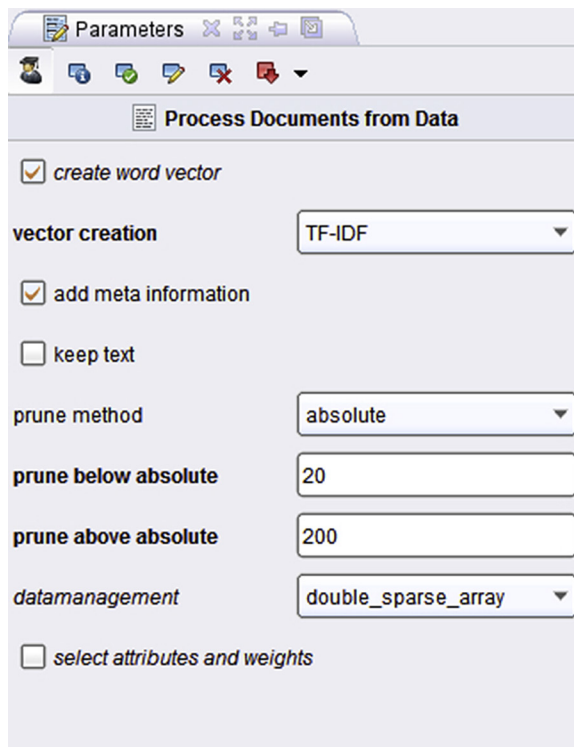 Parameters
Process Documents from Data
create word vector
vector creation TF-IDF
add meta information
keep text
prune method absolute
prune below absolute 20
prune above absolute 200
datamanagement double_sparse_array
select attributes and weights